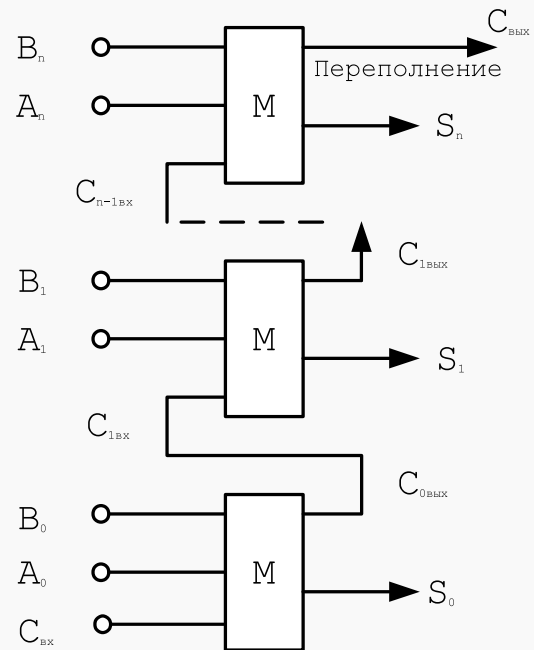 Cвых
Bn
Переполнение
An
M
Sn
Cn-1вх
C1вых
B1
A1
M
S1
C1вх
C0вых
B0
A0
M
S0
Cвх